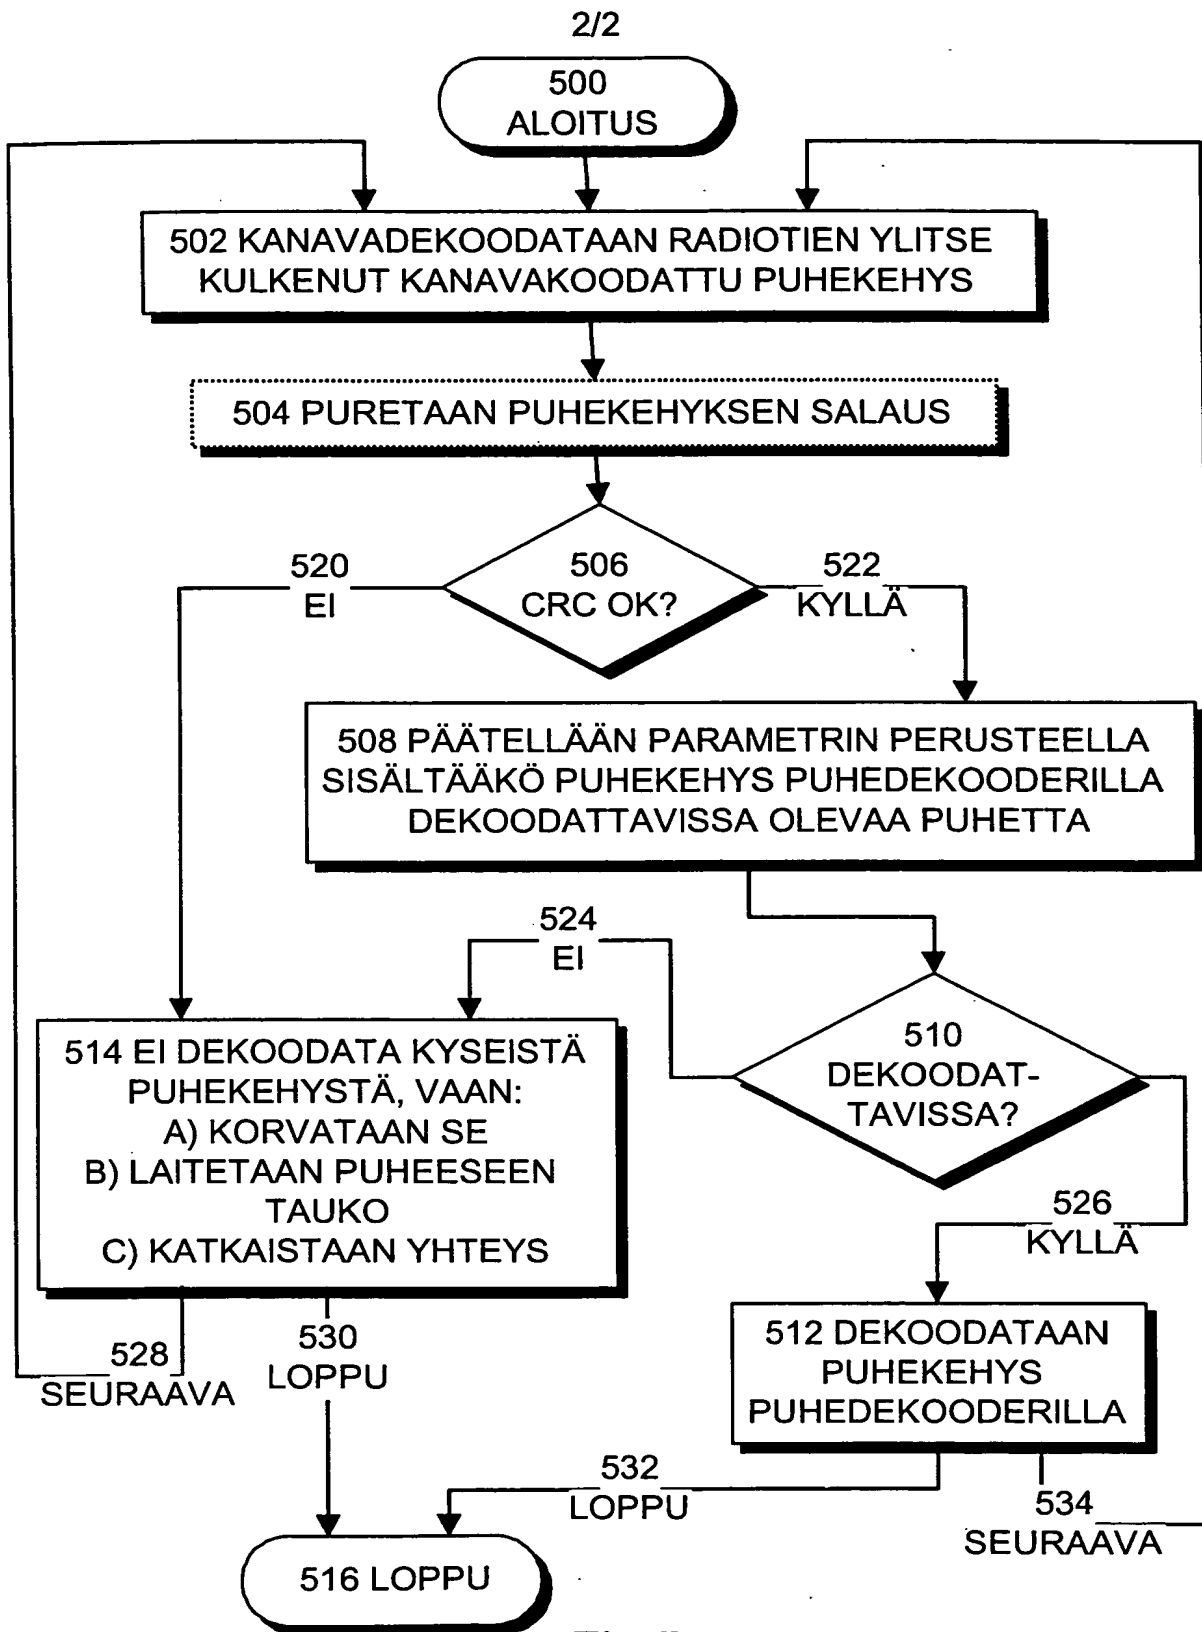 2/2
500
ALOITUS
502 KANAVADEKOODATAAN RADIOTIEN YLITSE
KULKENUT KANAVAKOODATTU PUHEKEHYS
504 PURETAAN PUHEKEHYKSEN SALAUS
506
CRC OK?
520
EI
522
KYLLÄ
508 PÄÄTELLÄÄN PARAMETRIN PERUSTEELLA
SISÄLTÄÄKÖ PUHEKEHYS PUHEDEKOODERILLA
DEKOODATTAVISSA OLEVAA PUHETTA
524
EI
510
DEKOODAT-
TAVISSA?
514 EI DEKOODATA KYSEISTÄ
PUHEKEHYSTÄ, VAAN:
A) KORVATAAN SE
B) LAITETAAN PUHEESEEN
TAUKO
C) KATKAISTAAN YHTEYS
526
KYLLÄ
512 DEKOODATAAN
PUHEKEHYS
PUHEDEKOODERILLA
528
SEURAAVA
530
LOPPU
532
LOPPU
534
SEURAAVA
516 LOPPU